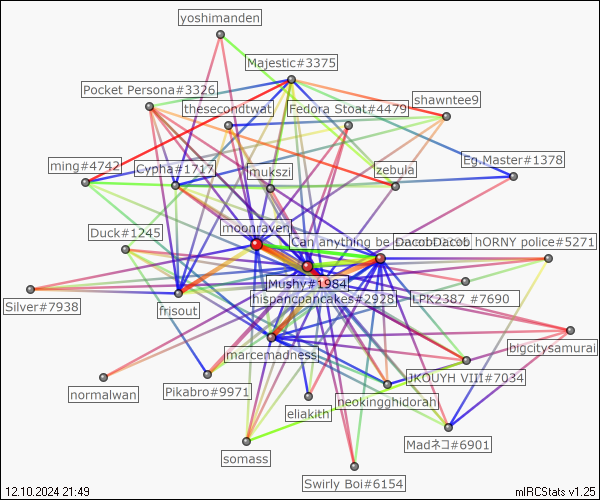 yoshimanden
Majestic#3375
Pocket Persona#3326
shawntee9
thesecondtwat
Fedora Stoat#4479
ming#4742
Cypha#1717
mukszi
zebula
Eg.Master#1378
moonraven
Duck#1245
Can anything be
hORNY police#5271
Mushy#1984
Silver#7938
hispancpancakes#2928
LPK2387 #7690
frisout
marcemadness
bigcitysamurai
normalwan
Pikabro#9971
JKOUYH VIII#7034
neokingghidorah
eliakith
Madネコ#6901
somass
Swirly Boi#6154
12.10.2024 21:49
mIRCStats v1.25